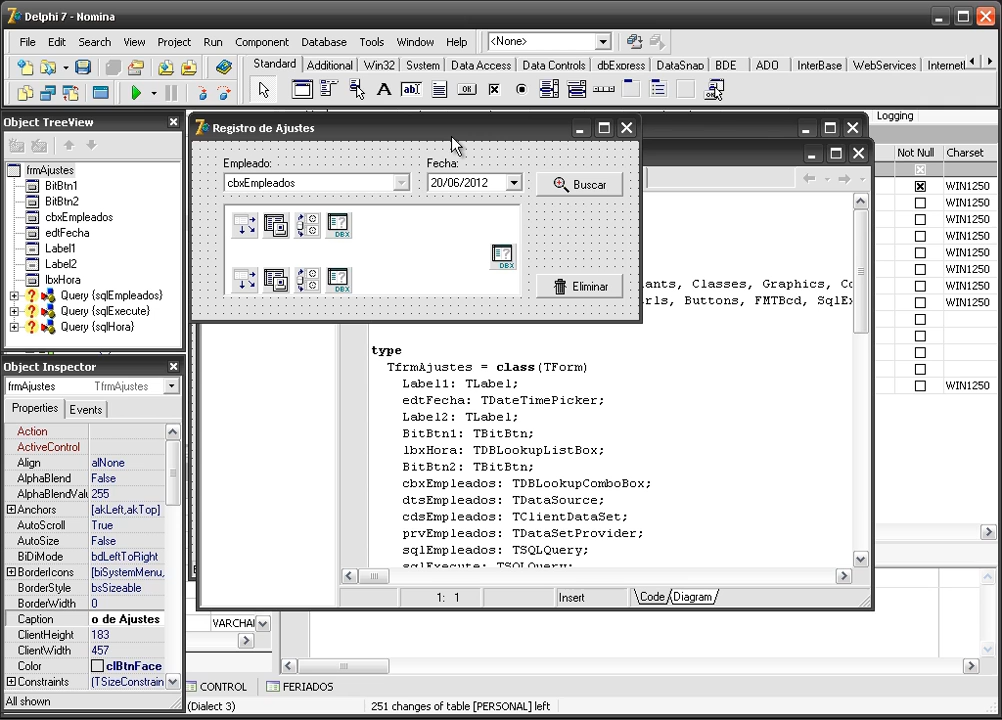 Delphi 7 - Nomina
File Edit Search View Project Run Component Database Tools Window Help <None>
Standard Additional Win32 System Data Access Data Controls dbExpress DataSnap BDE ADO InterBase WebServices InternetE
Object TreeView
frmAjustes
BitBtn1
BitBtn2
cbxEmpleados
edtFecha
Label1
Label2
lbxHora
Query {sqlEmpleados}
Query {sqlExecute}
Query {sqlHora}
Object Inspector
frmAjustes TfrmAjustes
Properties Events
Action
ActiveControl
Align alNone
AlphaBlend False
AlphaBlendValu 255
Anchors [akLeft,akTop]
AutoScroll True
AutoSize False
BiDiMode bdLeftToRight
BorderIcons [biSystemMenu,
BorderStyle bsSizeable
BorderWidth 0
Caption o de Ajustes
ClientHeight 183
ClientWidth 457
Color clBtnFace
Constraints (TSizeConstrain
All shown
Registro de Ajustes
Empleado: Fecha:
cbxEmpleados 20/06/2012 Buscar
DBX
DBX
DBX
Eliminar
ants, Classes, Graphics, Co
rls, Buttons, FMTBcd, SqlEx
type
TfrmAjustes = class(TForm)
Label1: TLabel;
edtFecha: TDateTimePicker;
Label2: TLabel;
BitBtn1: TBitBtn;
lbxHora: TDBLookupListBox;
BitBtn2: TBitBtn;
cbxEmpleados: TDBLookupComboBox;
dtsEmpleados: TDataSource;
cdsEmpleados: TClientDataSet;
prvEmpleados: TDataSetProvider;
sqlEmpleados: TSQLQuery;
sqlExecute: TSQLQuery;
1: 1 Insert Code Diagram
Logging
Not Null Charset
WIN1250
WIN1250
WIN1250
WIN1250
WIN1250
WIN1250
WIN1250
WIN1250
WIN1250
VARCHA
CONTROL FERIADOS
(Dialect 3) 251 changes of table [PERSONAL] left